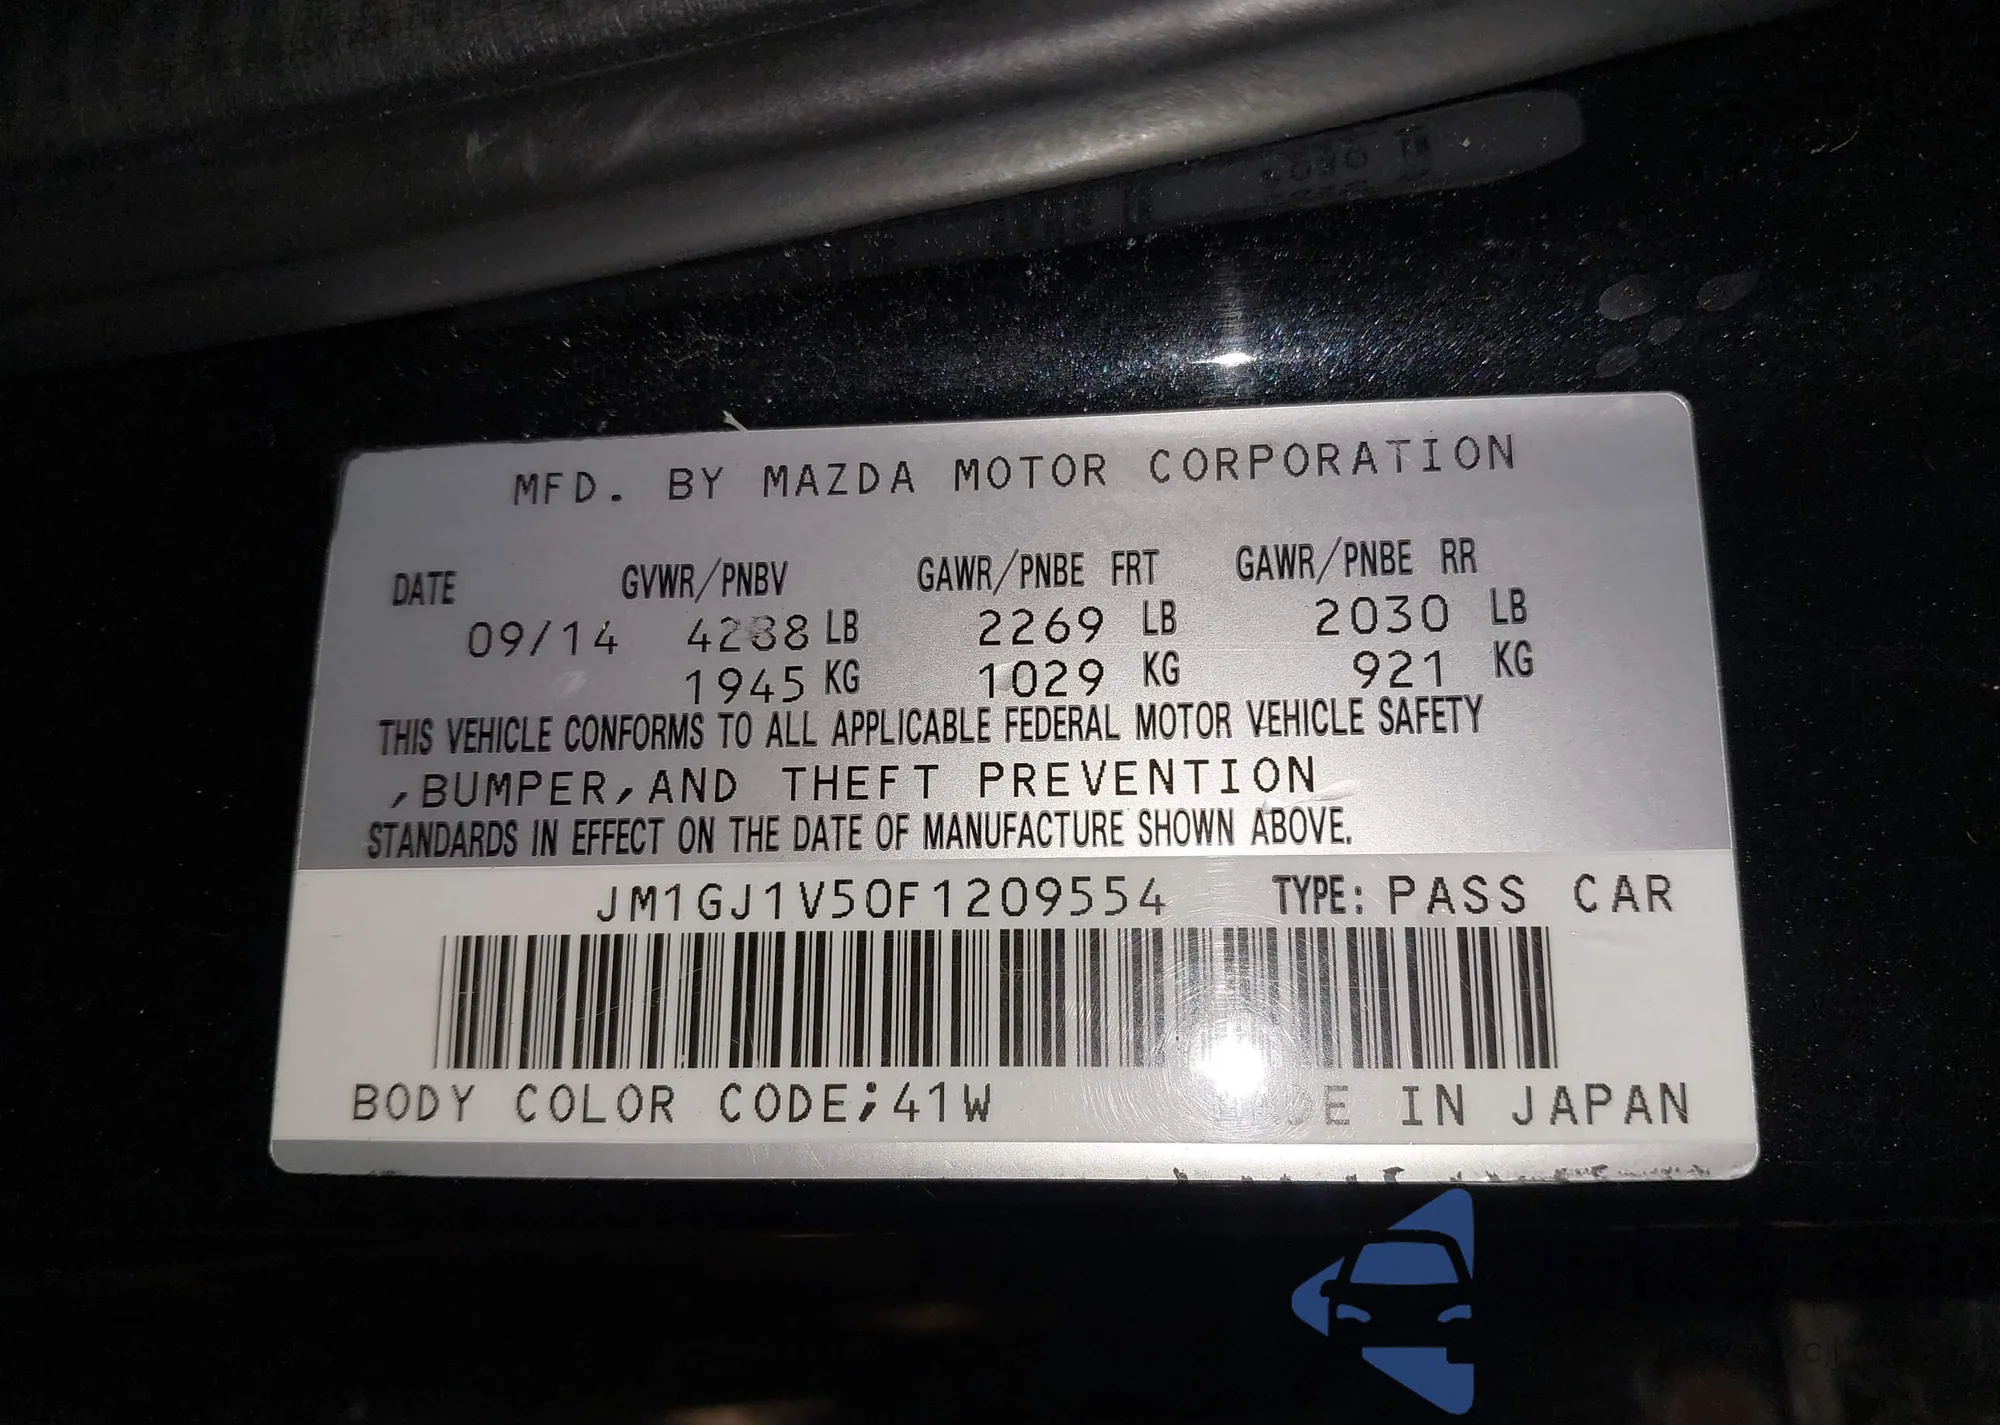 MFD. BY MAZDA MOTOR CORPORATION
DATE GVWR/PNBV GAWR/PNBE FRT GAWR/PNBE RR
09/14 4288 LB 2269 LB 2030 LB
1945 KG 1029 KG 921 KG
THIS VEHICLE CONFORMS TO ALL APPLICABLE FEDERAL MOTOR VEHICLE SAFETY
,BUMPER,AND THEFT PREVENTION
STANDARDS IN EFFECT ON THE DATE OF MANUFACTURE SHOWN ABOVE.
JM1GJ1V50F1209554 TYPE: PASS CAR
BODY COLOR CODE;41W MADE IN JAPAN